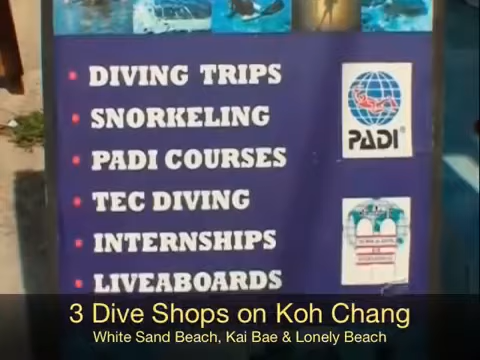 DIVING TRIPS
SNORKELING
PADI COURSES
TEC DIVING
INTERNSHIPS
LIVEABOARDS
PADI
3 Dive Shops on Koh Chang
White Sand Beach, Kai Bae & Lonely Beach